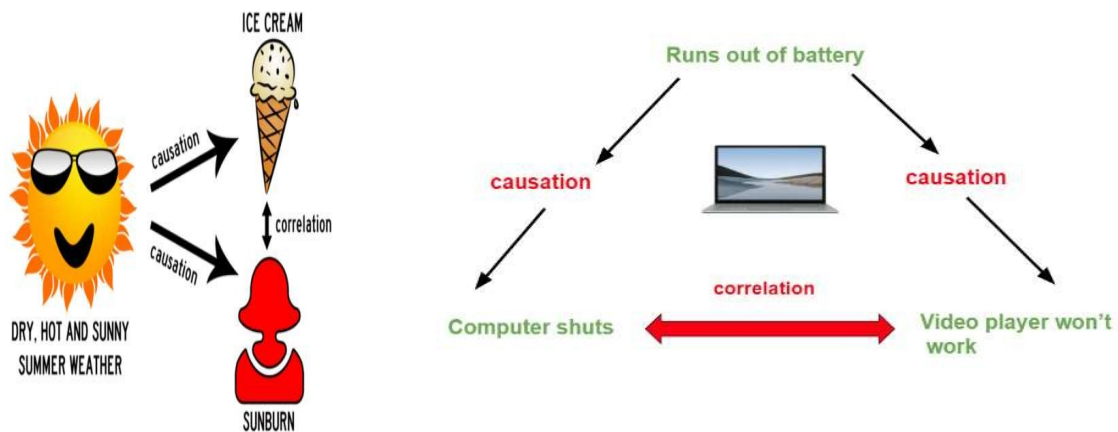 ICE CREAM
causation
correlation
causation
DRY, HOT AND SUNNY
SUMMER WEATHER
SUNBURN
Runs out of battery
causation
causation
correlation
Computer shuts
Video player won't
work